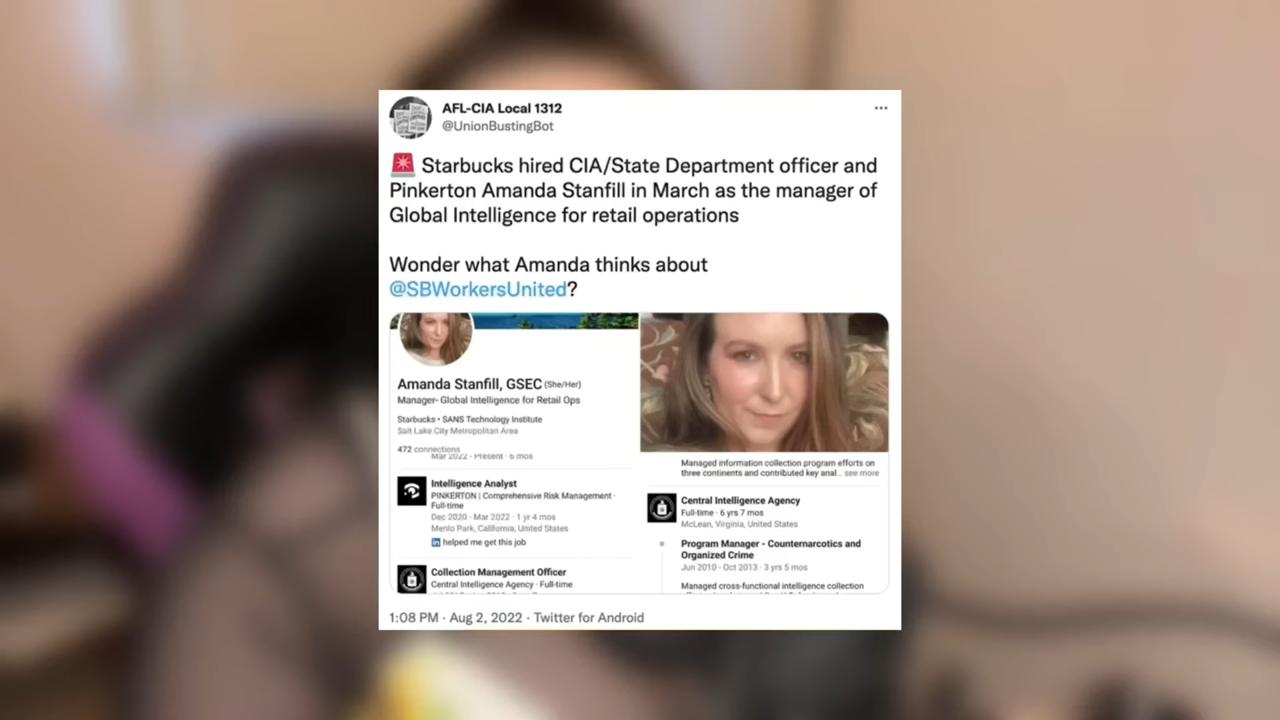 AFL-CIA Local 1312
@UnionBustingBot
Starbucks hired CIA/State Department officer and
Pinkerton Amanda Stanfill in March as the manager of
Global Intelligence for retail operations
Wonder what Amanda thinks about
@SBWorkersUnited?
Amanda Stanfill, GSEC (She/Her)
Manager- Global Intelligence for Retail Ops
Starbucks • SANS Technology Institute
Salt Lake City Metropolitan Area
472 connections
Mar 2022 - Present · 6 mos
Intelligence Analyst
PINKERTON | Comprehensive Risk Management ·
Full-time
Dec 2020 - Mar 2022 · 1 yr 4 mos
Menlo Park, California, United States
in helped me get this job
Collection Management Officer
Central Intelligence Agency · Full-time
Managed information collection program efforts on
three continents and contributed key anal... see more
Central Intelligence Agency
Full-time · 6 yrs 7 mos
McLean, Virginia, United States
Program Manager - Counternarcotics and
Organized Crime
Jun 2010 - Oct 2013 · 3 yrs 5 mos
Managed cross-functional intelligence collection
1:08 PM · Aug 2, 2022 · Twitter for Android